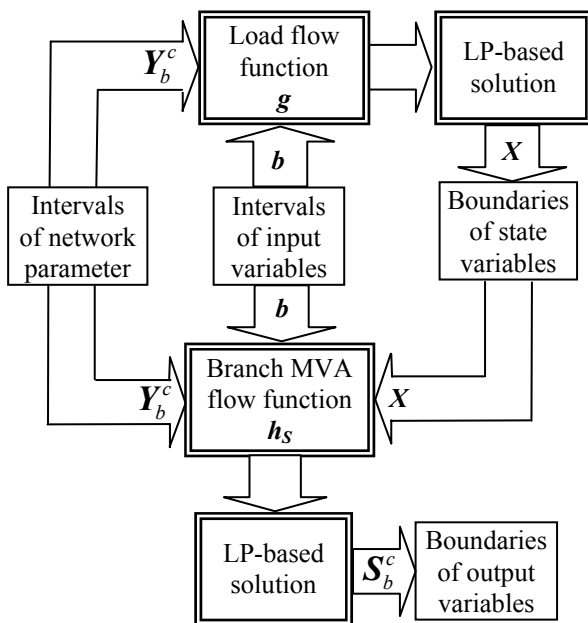 Load flow
function
g
LP-based
solution
Y_b^c
b
X
Intervals
of network
parameter
Intervals
of input
variables
Boundaries
of state
variables
b
Y_b^c
Branch MVA
flow function
h_S
X
LP-based
solution
S_b^c
Boundaries
of output
variables